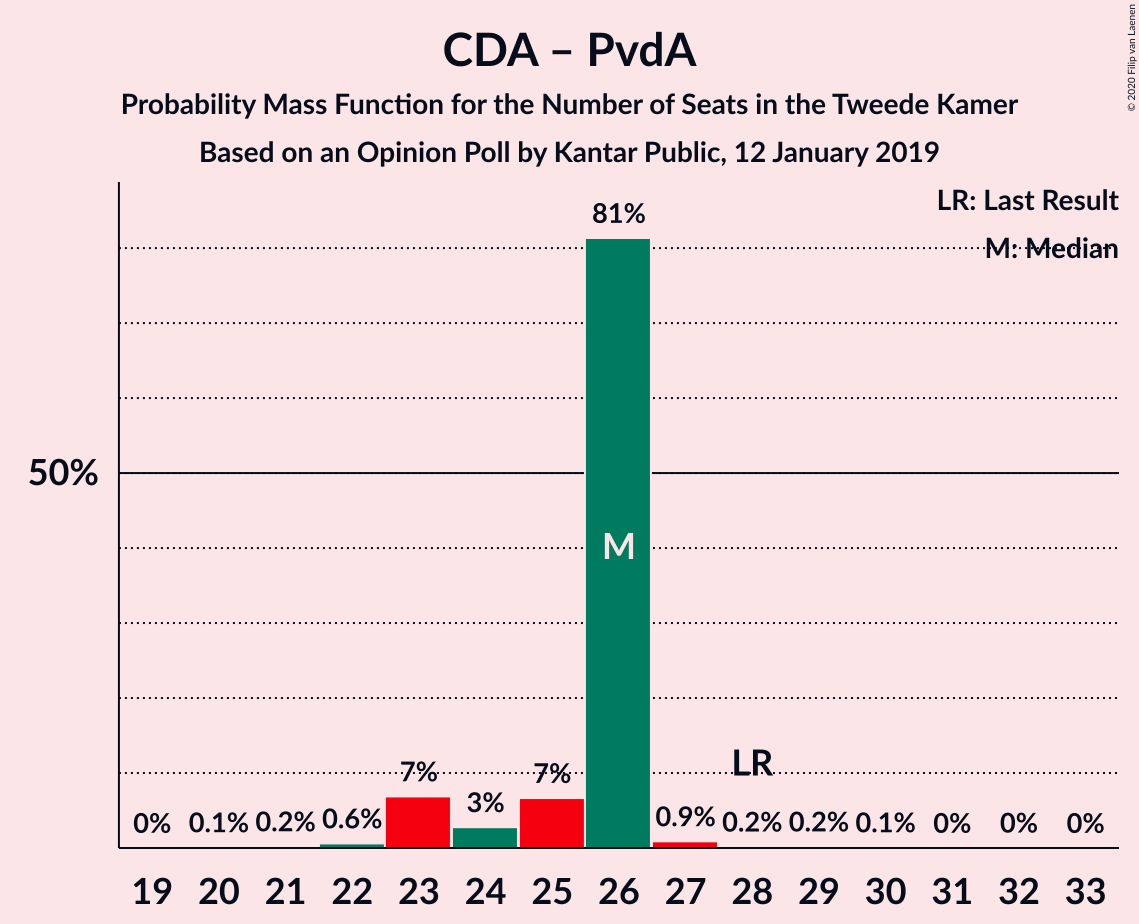 CDA – PvdA
Probability Mass Function for the Number of Seats in the Tweede Kamer
Based on an Opinion Poll by Kantar Public, 12 January 2019
© 2020 Filip van Laenen
LR: Last Result
M: Median
81%
50%
M
LR
0% 0.1% 0.2% 0.6% 7% 3% 7% 0.9% 0.2% 0.2% 0.1% 0% 0% 0%
19 20 21 22 23 24 25 26 27 28 29 30 31 32 33